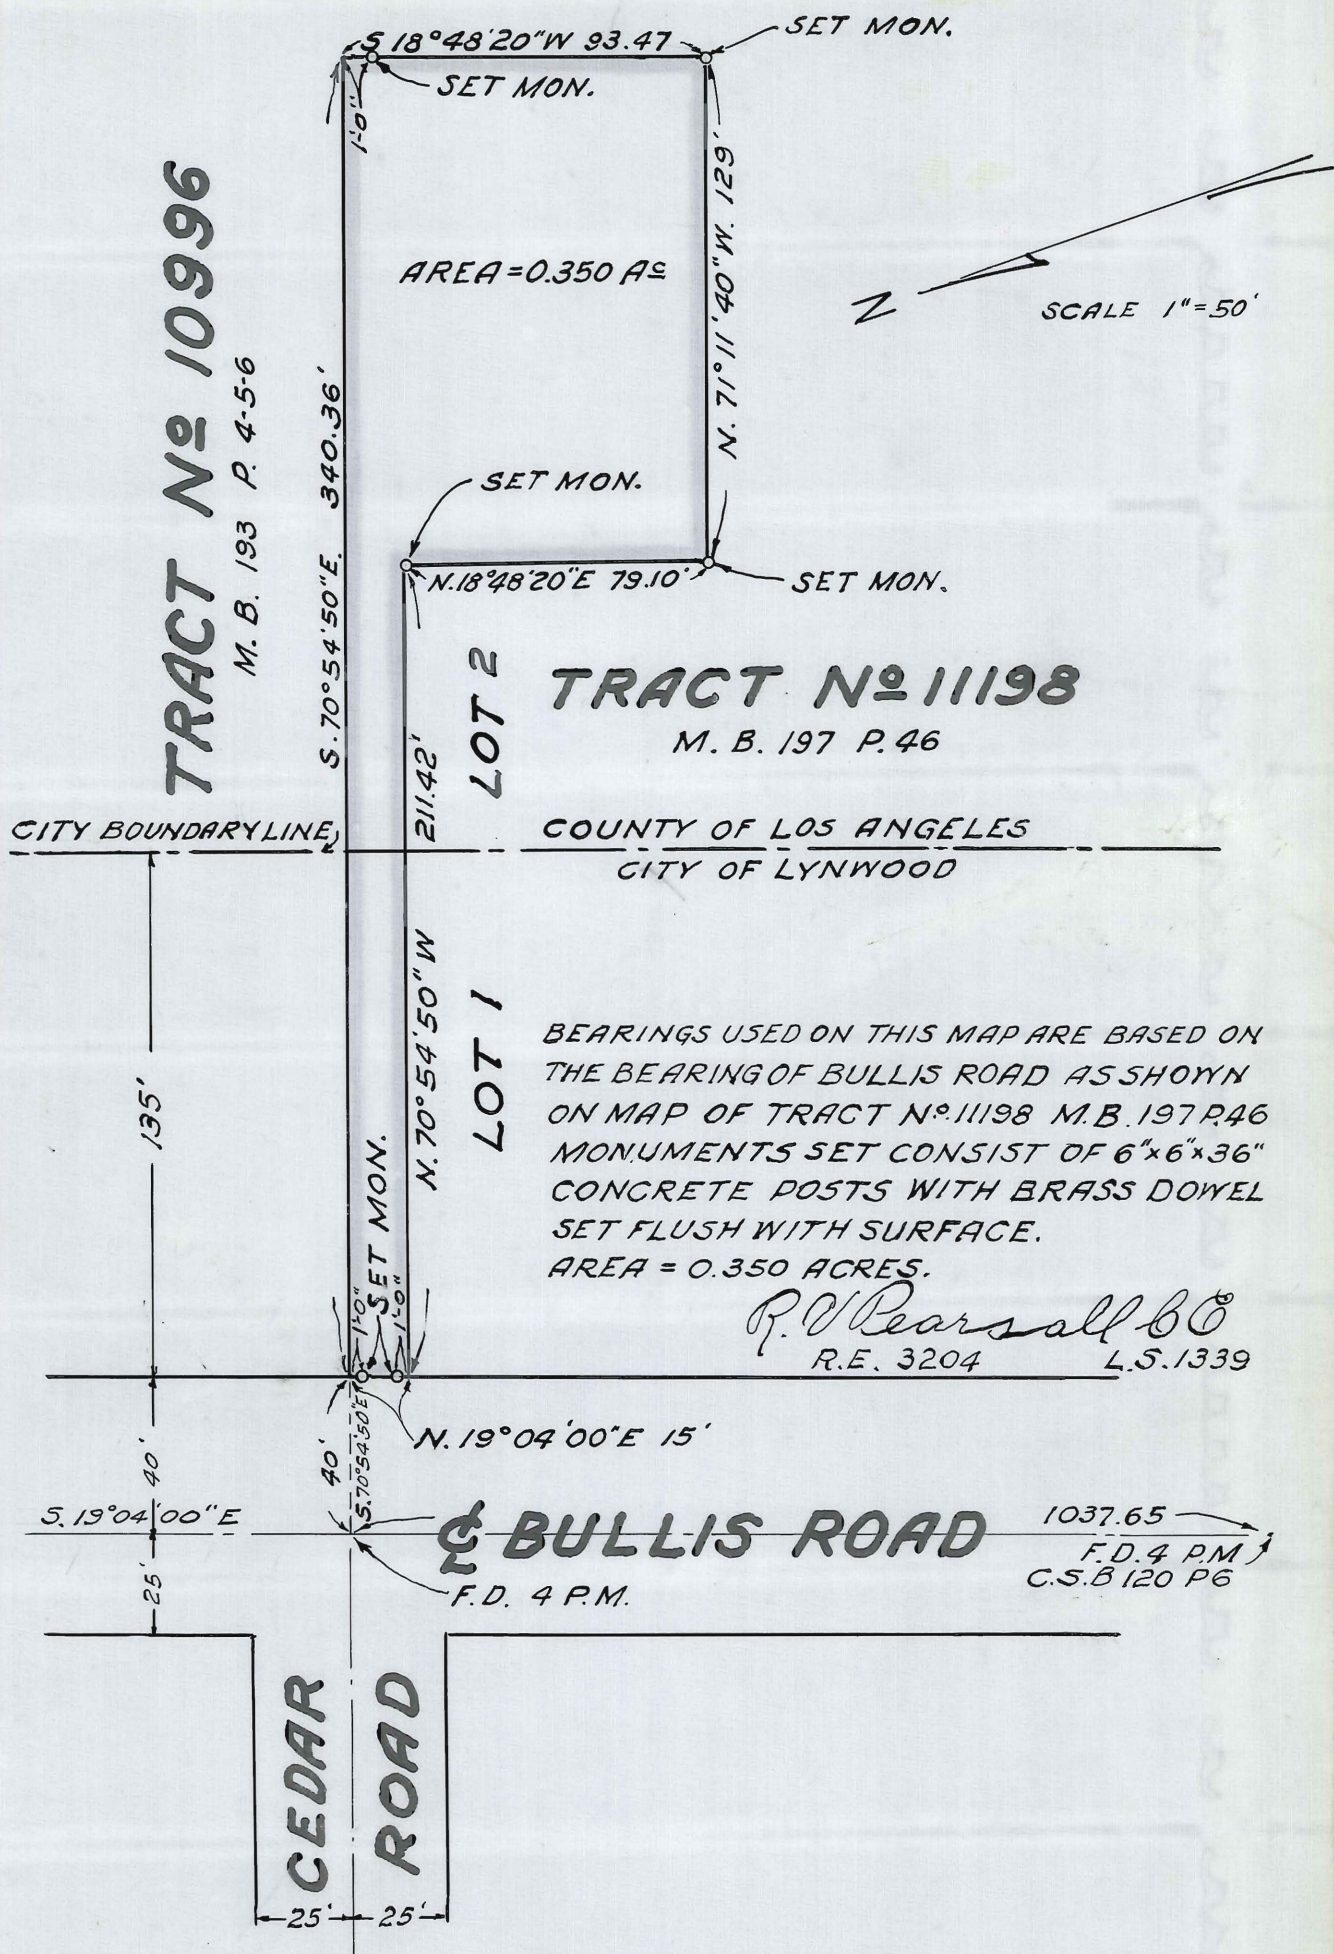 S 18°48'20"W 93.47
SET MON.
SET MON.
1'-0"
TRACT Nº 10996
M. B. 193 P. 4-5-6
S. 70°54'50"E. 340.36'
AREA=0.350 Aᶜ
N. 71°11'40"W. 129'
N
SCALE 1"=50'
SET MON.
N.18°48'20"E 79.10'
SET MON.
211.42'
LOT 2
TRACT Nº 11198
M. B. 197 P. 46
CITY BOUNDARY LINE
COUNTY OF LOS ANGELES
CITY OF LYNWOOD
135'
N. 70°54'50"W
LOT 1
BEARINGS USED ON THIS MAP ARE BASED ON
THE BEARING OF BULLIS ROAD AS SHOWN
ON MAP OF TRACT Nº.11198 M.B.197 P.46
MONUMENTS SET CONSIST OF 6"x6"x36"
CONCRETE POSTS WITH BRASS DOWEL
SET FLUSH WITH SURFACE.
AREA = 0.350 ACRES.
R.V Pearsall CE
R.E. 3204 L.S.1339
SET MON.
1'-0"
1'-0"
N. 19°04'00"E 15'
40'
40'
S.70°54'50"E
S. 19°04'00"E
℄ BULLIS ROAD
1037.65
F.D. 4 P.M
C.S.B 120 P6
25'
F.D. 4 P.M.
CEDAR
ROAD
25'
25'